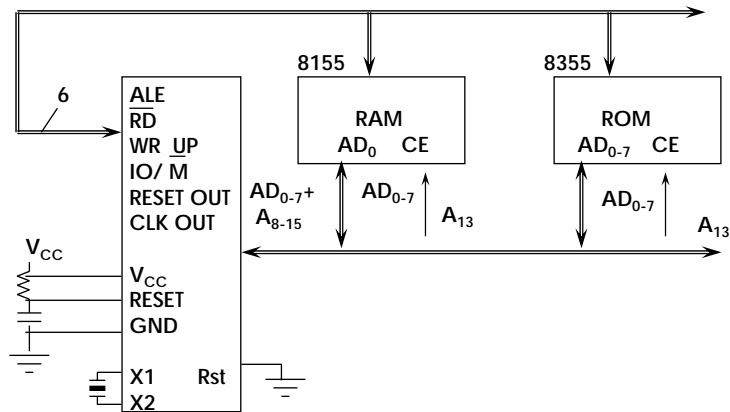 8155
8355
6
ALE
RD
WR UP
IO/ M
RESET OUT
CLK OUT
RAM
AD0 CE
ROM
AD0-7 CE
AD0-7+
A8-15
AD0-7
A13
AD0-7
A13
VCC
VCC
RESET
GND
X1 Rst
X2